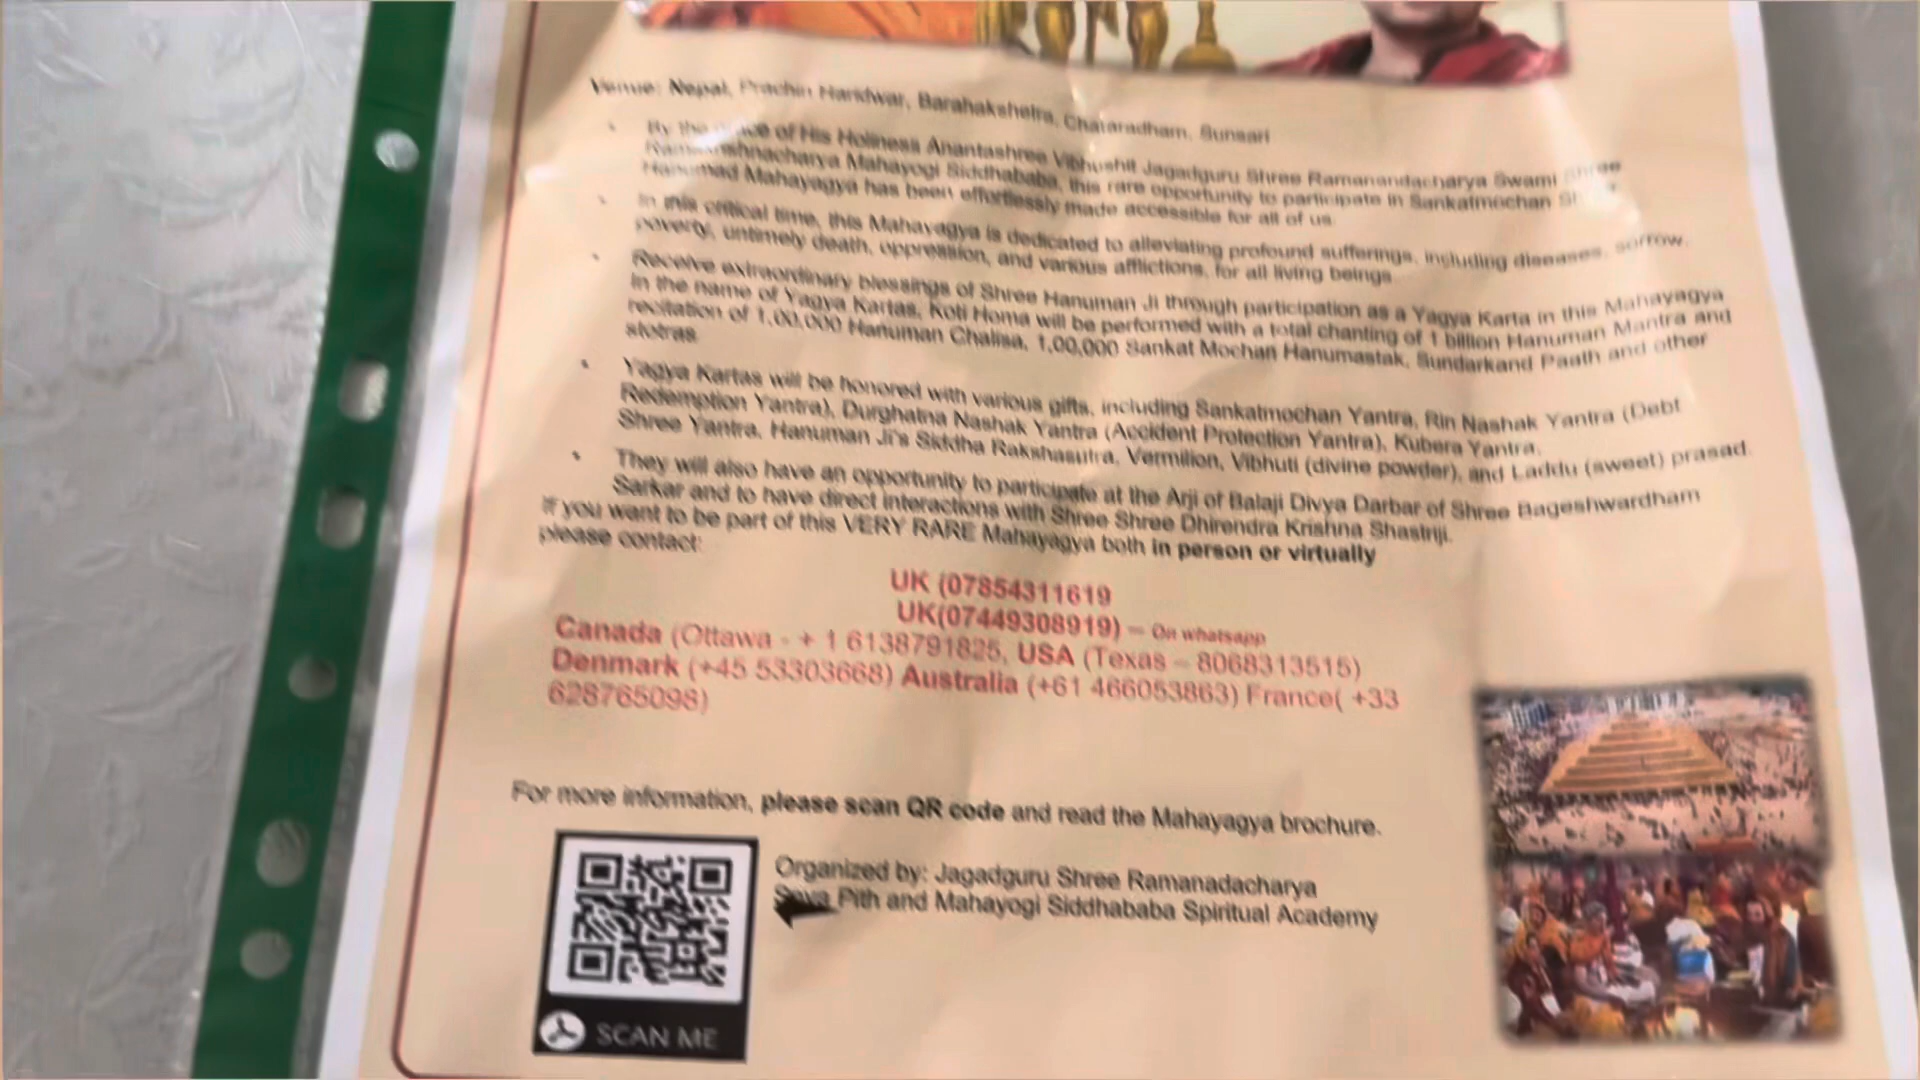 Venue: Nepal, Prachin Haridwar, Barahakshetra, Chataradham, Sunsari
By the of His Holiness Anantashree Vibhushit Jagadguru Shree Ramanandacharya Swami Shree
Ramkrishnacharya Mahayogi Siddhababa, this rare opportunity to participate in Sankatmochan
Hanumad Mahayagya has been effortlessly made accessible for all of us
In this critical time, this Mahayagya is dedicated to alleviating profound sufferings, including diseases, sorrow,
poverty, untimely death, oppression, and various afflictions, for all living beings
Receive extraordinary blessings of Shree Hanuman Ji through participation as a Yagya Karta in this Mahayagya
In the name of Yagya Kartas, Koti Homa will be performed with a total chanting of 1 billion Hanuman Mantra and
recitation of 1,00,000 Hanuman Chalisa, 1,00,000 Sankat Mochan Hanumastak, Sundarkand Paath and other
stotras
Yagya Kartas will be honored with various gifts, including Sankatmochan Yantra, Rin Nashak Yantra (Debt
Redemption Yantra), Durghatna Nashak Yantra (Accident Protection Yantra), Kubera Yantra,
Shree Yantra, Hanuman Ji's Siddha Rakshasutra, Vermilion, Vibhuti (divine powder), and Laddu (sweet) prasad.
They will also have an opportunity to participate at the Arji of Balaji Divya Darbar of Shree Bageshwardham
Sarkar and to have direct interactions with Shree Shree Dhirendra Krishna Shastriji.
If you want to be part of this VERY RARE Mahayagya both in person or virtually
please contact:
UK (07854311619
UK(07449308919) – On whatsapp
Canada (Ottawa - + 1 6138791825, USA (Texas – 8068313515)
Denmark (+45 53303668) Australia (+61 466053863) France( +33
628765098)
For more information, please scan QR code and read the Mahayagya brochure.
Organized by: Jagadguru Shree Ramanadacharya
Seva Pith and Mahayogi Siddhababa Spiritual Academy
SCAN ME